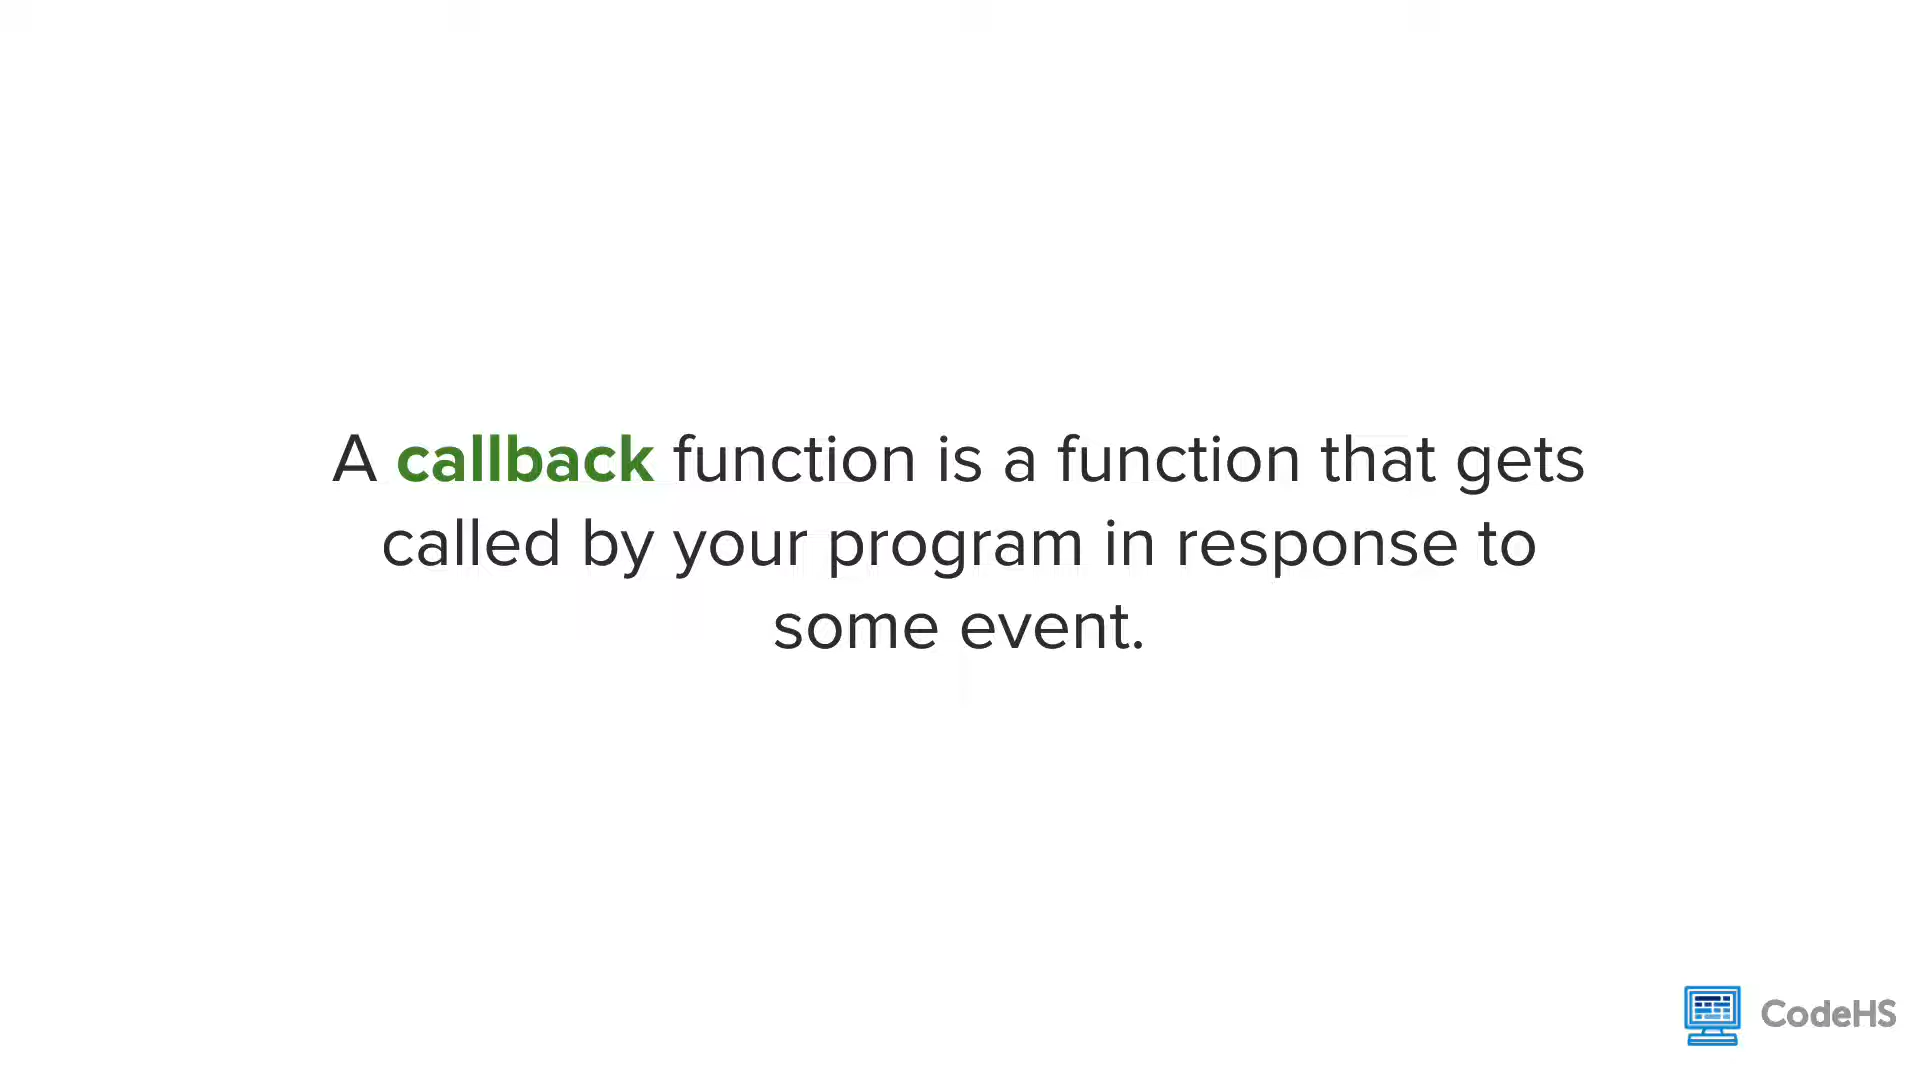 A callback function is a function that gets
called by your program in response to
some event.
CodeHS